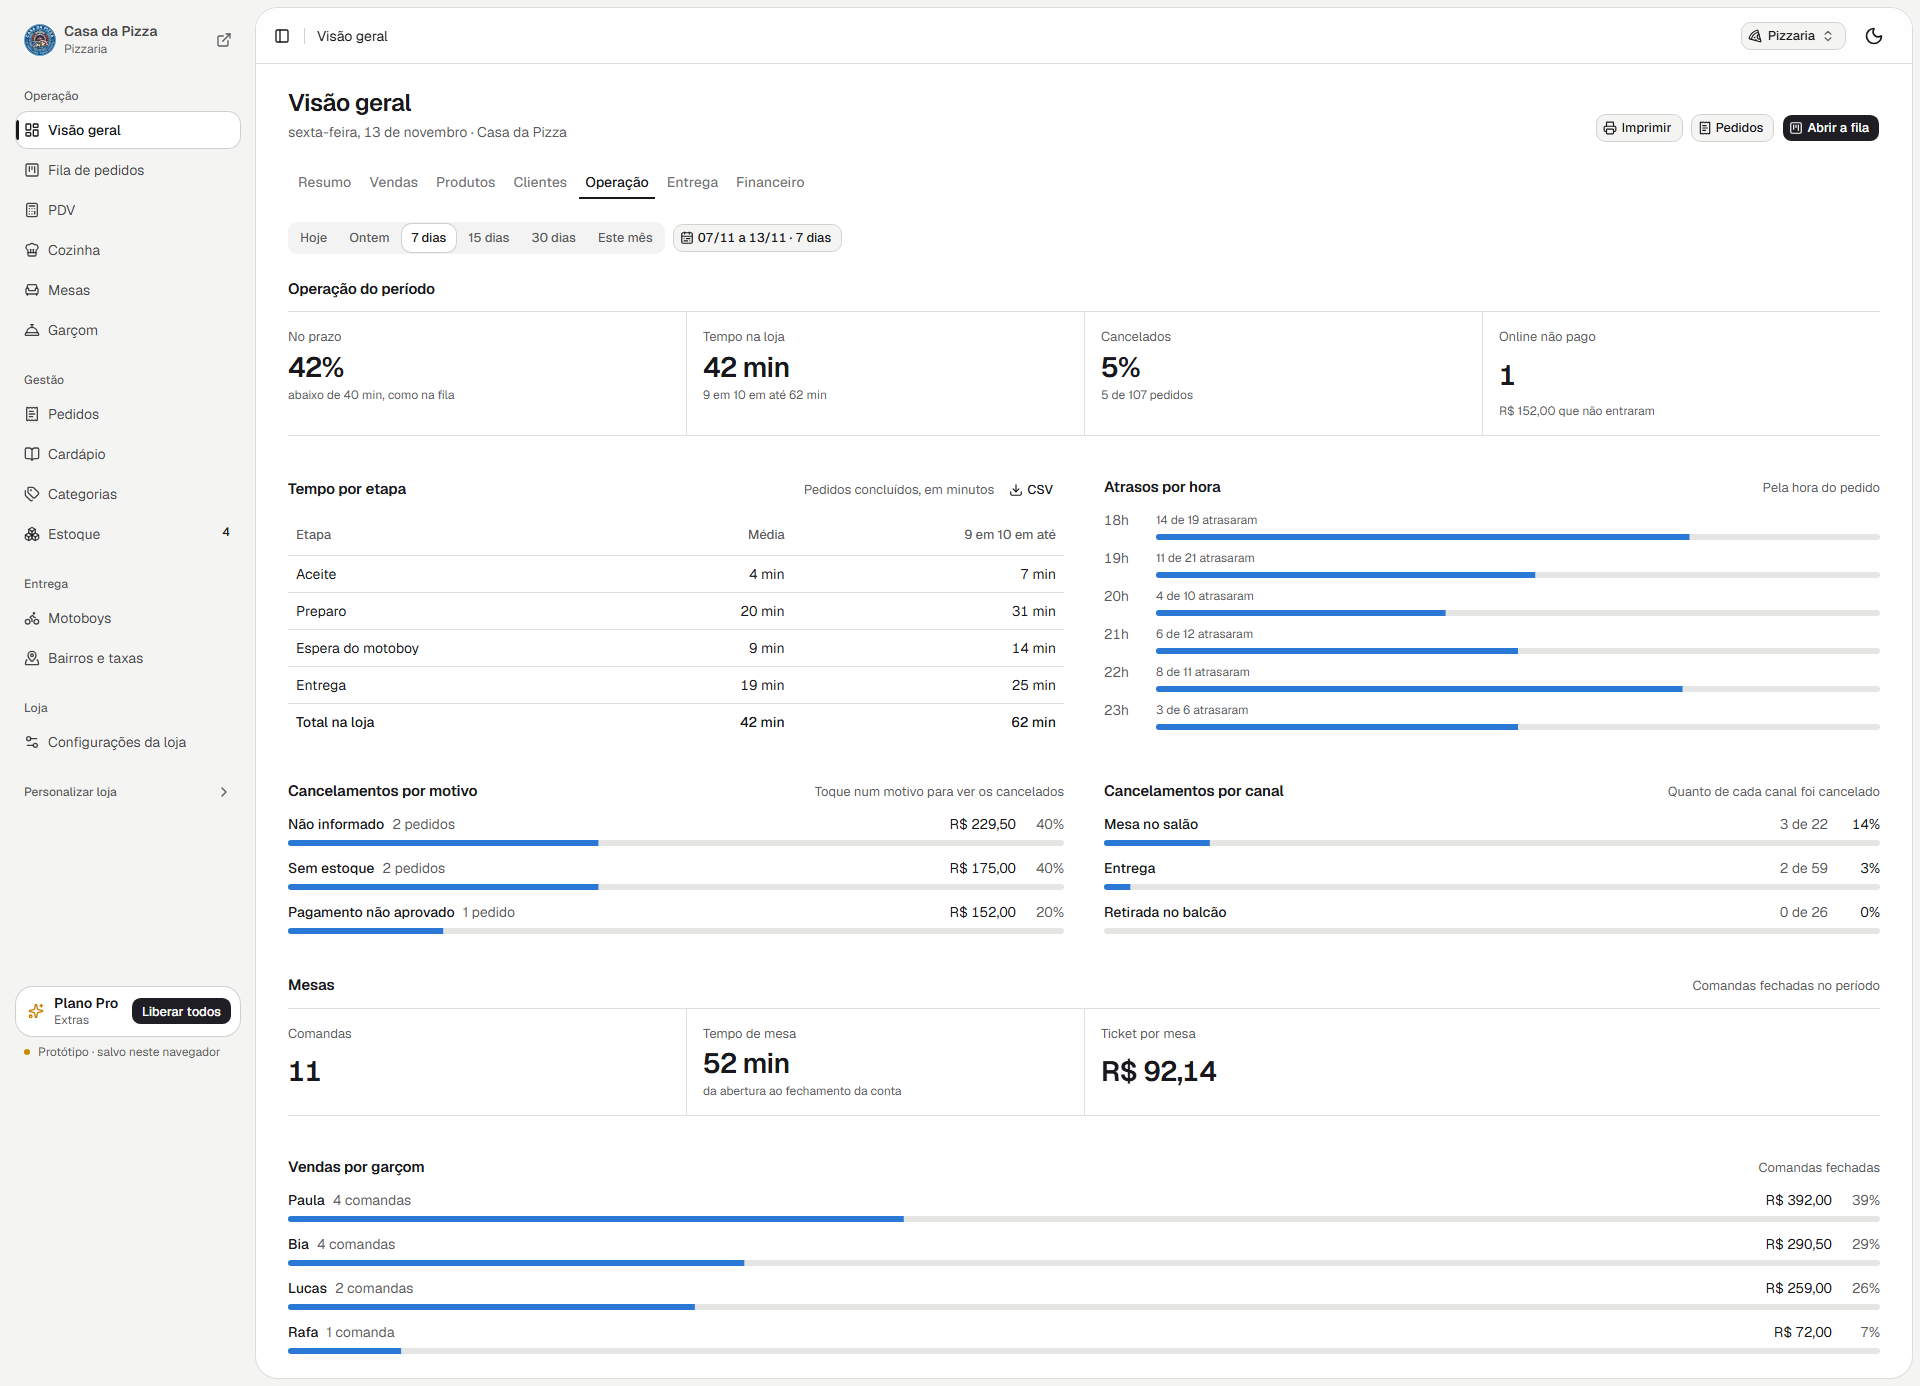 Casa da Pizza
Pizzaria
Operação
Visão geral
Fila de pedidos
PDV
Cozinha
Mesas
Garçom
Gestão
Pedidos
Cardápio
Categorias
Estoque 4
Entrega
Motoboys
Bairros e taxas
Loja
Configurações da loja
Personalizar loja
Plano Pro
Extras
Liberar todos
Protótipo · salvo neste navegador
Visão geral
Pizzaria
Visão geral
sexta-feira, 13 de novembro · Casa da Pizza
Imprimir Pedidos Abrir a fila
Resumo Vendas Produtos Clientes Operação Entrega Financeiro
Hoje Ontem 7 dias 15 dias 30 dias Este mês 07/11 a 13/11 · 7 dias
Operação do período
No prazo
42%
abaixo de 40 min, como na fila
Tempo na loja
42 min
9 em 10 em até 62 min
Cancelados
5%
5 de 107 pedidos
Online não pago
1
R$ 152,00 que não entraram
Tempo por etapa Pedidos concluídos, em minutos CSV
Etapa Média 9 em 10 em até
Aceite 4 min 7 min
Preparo 20 min 31 min
Espera do motoboy 9 min 14 min
Entrega 19 min 25 min
Total na loja 42 min 62 min
Atrasos por hora Pela hora do pedido
18h 14 de 19 atrasaram
19h 11 de 21 atrasaram
20h 4 de 10 atrasaram
21h 6 de 12 atrasaram
22h 8 de 11 atrasaram
23h 3 de 6 atrasaram
Cancelamentos por motivo Toque num motivo para ver os cancelados
Não informado 2 pedidos R$ 229,50 40%
Sem estoque 2 pedidos R$ 175,00 40%
Pagamento não aprovado 1 pedido R$ 152,00 20%
Cancelamentos por canal Quanto de cada canal foi cancelado
Mesa no salão 3 de 22 14%
Entrega 2 de 59 3%
Retirada no balcão 0 de 26 0%
Mesas Comandas fechadas no período
Comandas
11
Tempo de mesa
52 min
da abertura ao fechamento da conta
Ticket por mesa
R$ 92,14
Vendas por garçom Comandas fechadas
Paula 4 comandas R$ 392,00 39%
Bia 4 comandas R$ 290,50 29%
Lucas 2 comandas R$ 259,00 26%
Rafa 1 comanda R$ 72,00 7%